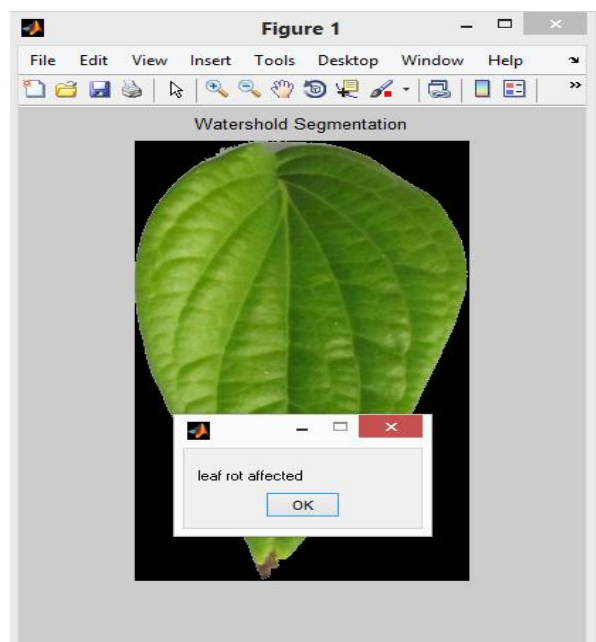 Figure 1
File Edit View Insert Tools Desktop Window Help
Watershold Segmentation
leaf rot affected
OK